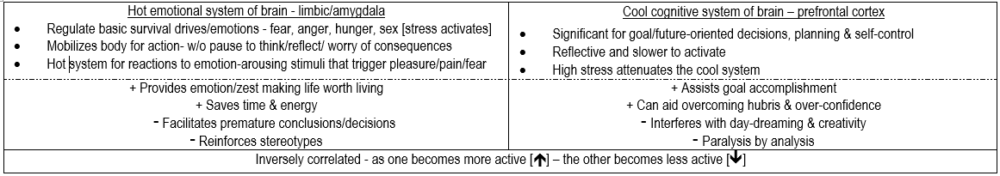 Hot emotional system of brain - limbic/amygdala
• Regulate basic survival drives/emotions - fear, anger, hunger, sex [stress activates]
• Mobilizes body for action- w/o pause to think/reflect/ worry of consequences
• Hot system for reactions to emotion-arousing stimuli that trigger pleasure/pain/fear
+ Provides emotion/zest making life worth living
+ Saves time & energy
- Facilitates premature conclusions/decisions
- Reinforces stereotypes
Cool cognitive system of brain – prefrontal cortex
• Significant for goal/future-oriented decisions, planning & self-control
• Reflective and slower to activate
• High stress attenuates the cool system
+ Assists goal accomplishment
+ Can aid overcoming hubris & over-confidence
- Interferes with day-dreaming & creativity
- Paralysis by analysis
Inversely correlated - as one becomes more active [🡹] – the other becomes less active [🡻]